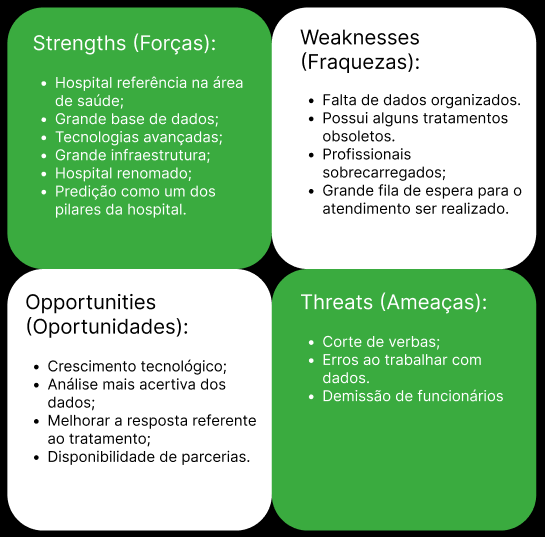 Strengths (Forças):
• Hospital referência na área
de saúde;
• Grande base de dados;
• Tecnologias avançadas;
• Grande infraestrutura;
• Hospital renomado;
• Predição como um dos
pilares da hospital.
Weaknesses
(Fraquezas):
• Falta de dados organizados.
• Possui alguns tratamentos
obsoletos.
• Profissionais
sobrecarregados;
• Grande fila de espera para o
atendimento ser realizado.
Opportunities
(Oportunidades):
• Crescimento tecnológico;
• Análise mais acertiva dos
dados;
• Melhorar a resposta referente
ao tratamento;
• Disponibilidade de parcerias.
Threats (Ameaças):
• Corte de verbas;
• Erros ao trabalhar com
dados.
• Demissão de funcionários